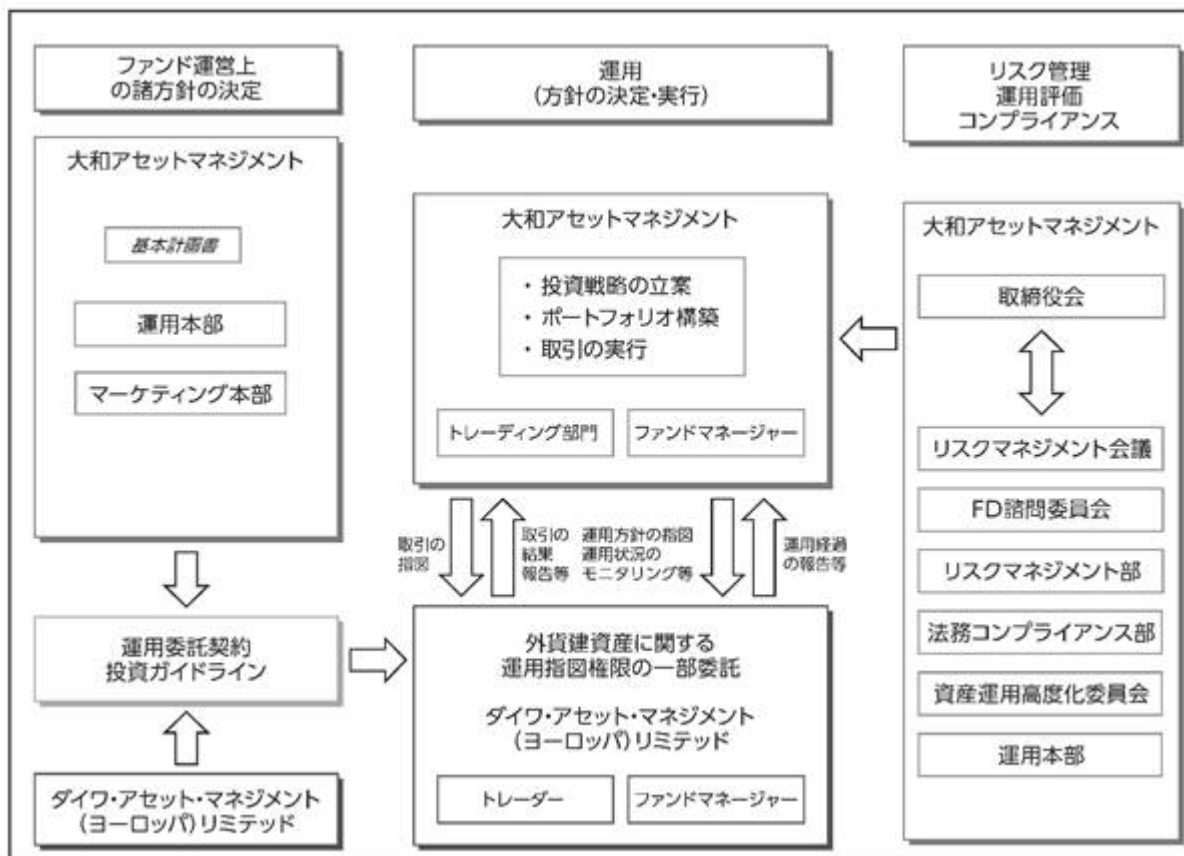 ファンド運営上
の諸方針の決定
大和アセットマネジメント
基本計画書
運用本部
マーケティング本部
運用委託契約
投資ガイドライン
ダイワ・アセット・マネジメント
(ヨーロッパ)リミテッド
運用
(方針の決定・実行)
大和アセットマネジメント
・ 投資戦略の立案
・ ポートフォリオ構築
・ 取引の実行
トレーディング部門
ファンドマネージャー
取引の
指図
取引の
結果
報告等
運用方針の指図
運用状況の
モニタリング等
運用経過
の報告等
外貨建資産に関する
運用指図権限の一部委託
ダイワ・アセット・マネジメント
(ヨーロッパ)リミテッド
トレーダー
ファンドマネージャー
リスク管理
運用評価
コンプライアンス
大和アセットマネジメント
取締役会
リスクマネジメント会議
FD諮問委員会
リスクマネジメント部
法務コンプライアンス部
資産運用高度化委員会
運用本部